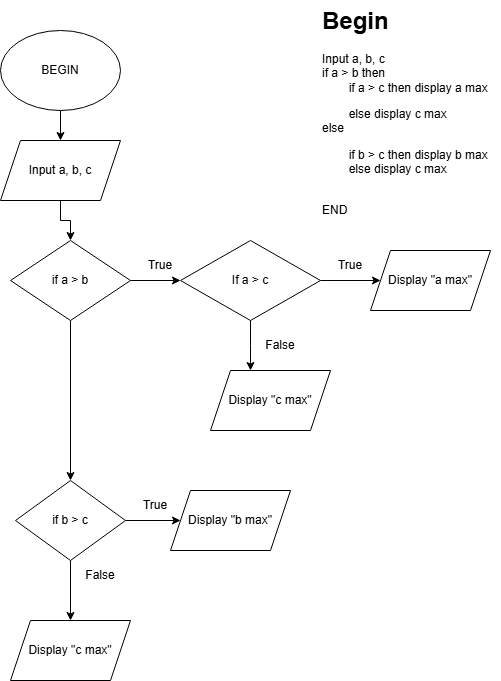 Begin
Input a, b, c
if a > b then
if a > c then display a max
else display c max
else
if b > c then display b max
else display c max
END
BEGIN
Input a, b, c
if a > b
True
If a > c
True
Display "a max"
False
Display "c max"
if b > c
True
Display "b max"
False
Display "c max"